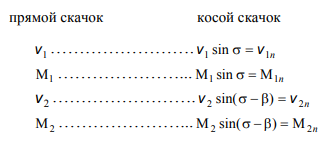 прямой скачок косой скачок
v₁ …………………… v₁ sin σ = v₁ₙ
M₁ …………………... M₁ sin σ = M₁ₙ
v₂ …………………… v₂ sin(σ − β) = v₂ₙ
M₂ ………………….. M₂ sin(σ − β) = M₂ₙ